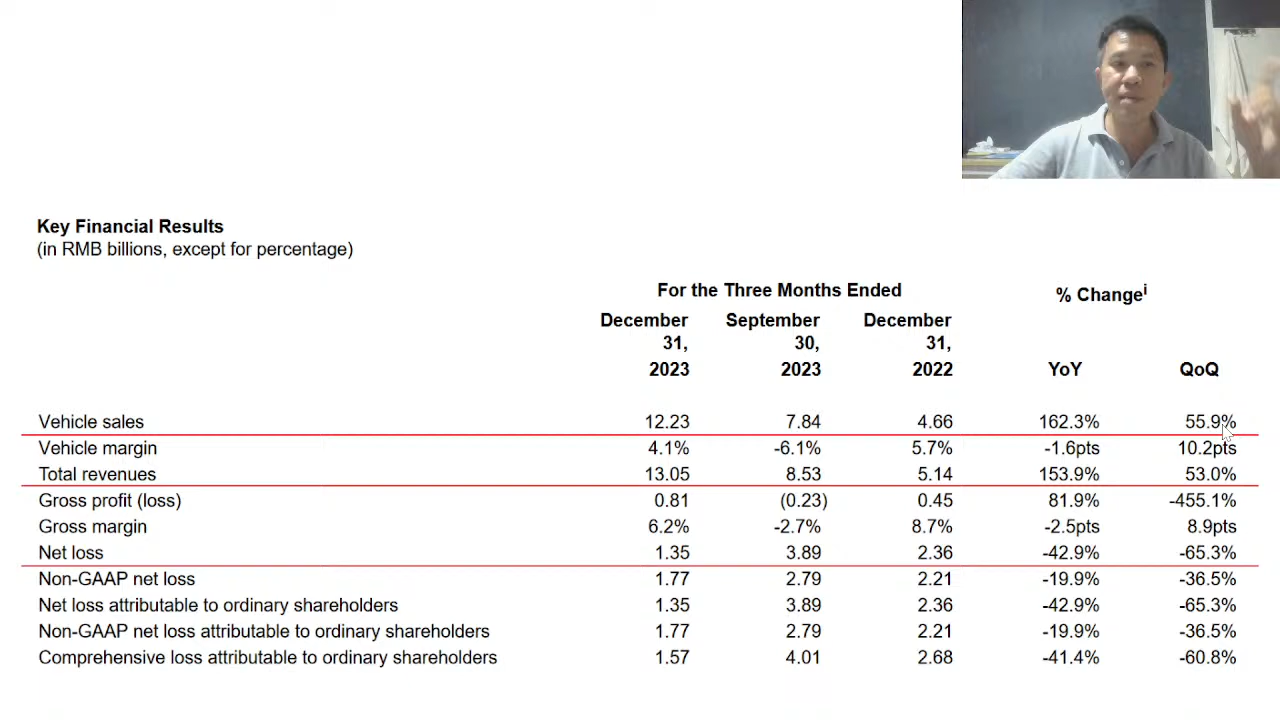 Key Financial Results
(in RMB billions, except for percentage)
For the Three Months Ended % Changeⁱ
December September December
31, 30, 31,
2023 2023 2022 YoY QoQ
Vehicle sales 12.23 7.84 4.66 162.3% 55.9%
Vehicle margin 4.1% -6.1% 5.7% -1.6pts 10.2pts
Total revenues 13.05 8.53 5.14 153.9% 53.0%
Gross profit (loss) 0.81 (0.23) 0.45 81.9% -455.1%
Gross margin 6.2% -2.7% 8.7% -2.5pts 8.9pts
Net loss 1.35 3.89 2.36 -42.9% -65.3%
Non-GAAP net loss 1.77 2.79 2.21 -19.9% -36.5%
Net loss attributable to ordinary shareholders 1.35 3.89 2.36 -42.9% -65.3%
Non-GAAP net loss attributable to ordinary shareholders 1.77 2.79 2.21 -19.9% -36.5%
Comprehensive loss attributable to ordinary shareholders 1.57 4.01 2.68 -41.4% -60.8%